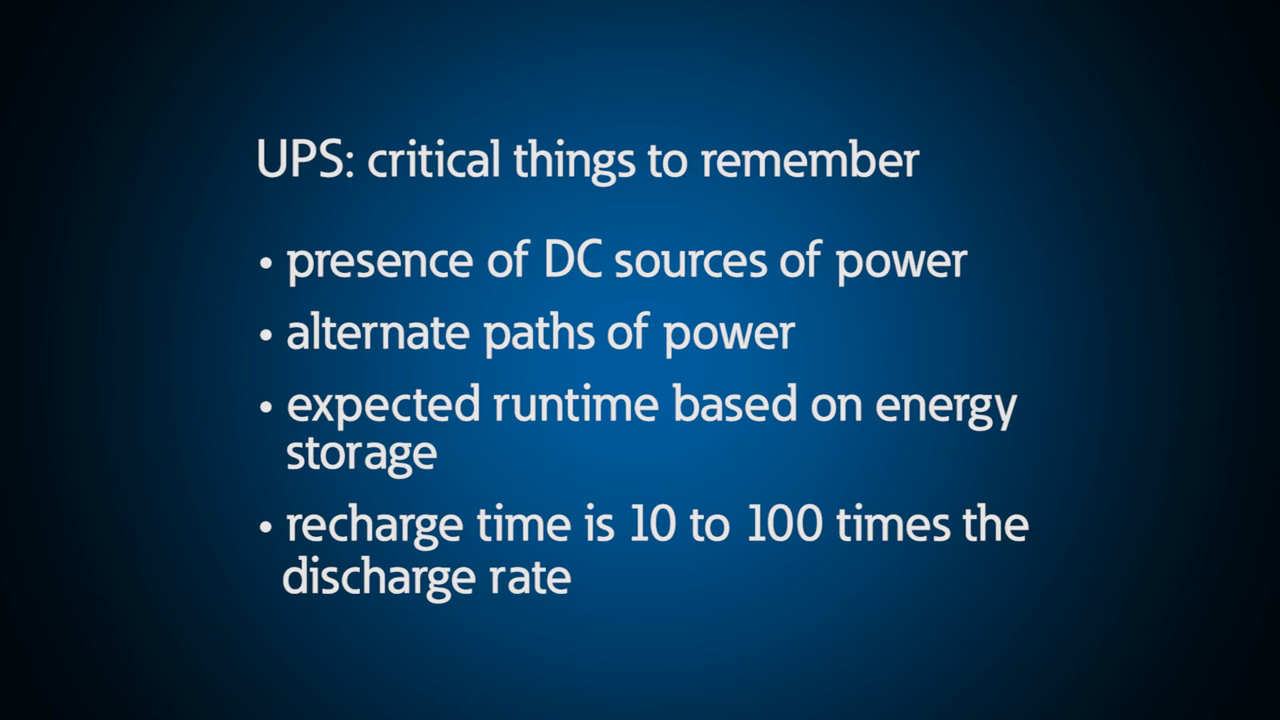 UPS: critical things to remember
• presence of DC sources of power
• alternate paths of power
• expected runtime based on energy
storage
• recharge time is 10 to 100 times the
discharge rate